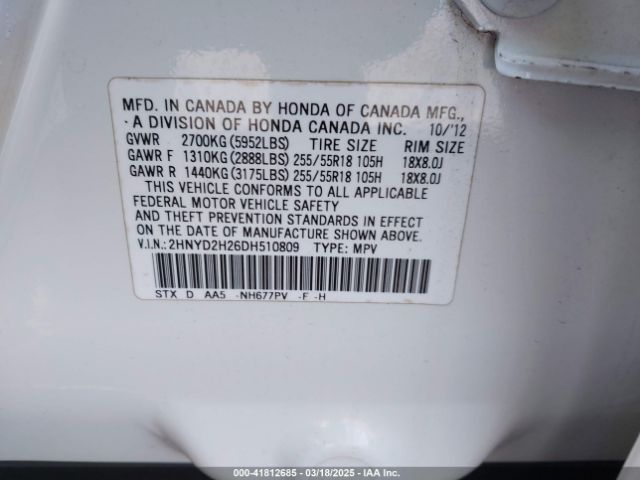 MFD. IN CANADA BY HONDA OF CANADA MFG.,
A DIVISION OF HONDA CANADA INC. 10/'12
GVWR 2700KG(5952LBS) TIRE SIZE RIM SIZE
GAWR F 1310KG(2888LBS) 255/55R18 105H 18X8.0J
GAWR R 1440KG(3175LBS) 255/55R18 105H 18X8.0J
THIS VEHICLE CONFORMS TO ALL APPLICABLE
FEDERAL MOTOR VEHICLE SAFETY
AND THEFT PREVENTION STANDARDS IN EFFECT
ON THE DATE OF MANUFACTURE SHOWN ABOVE.
V.I.N.: 2HNYD2H26DH510809 TYPE: MPV
STX D AA5 -NH677PV -F -H
000-41812685 - 03/18/2025 - IAA Inc.